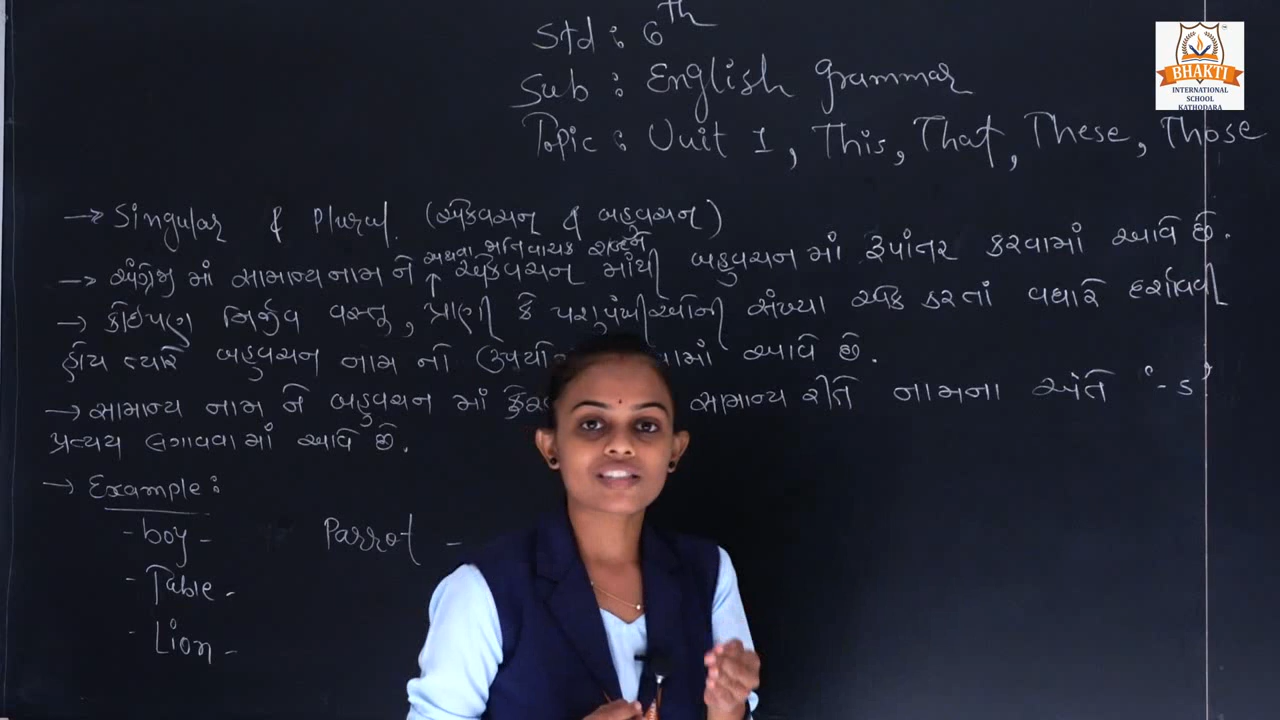 Std : 6th
Sub : English grammar
Topic : Unit 1, This, That, These, Those
BHAKTI
INTERNATIONAL
SCHOOL
KATHODARA
→ Singular & Plural (એકવચન & બહુવચન)
અથવા જાતિવાચક શબ્દને
→ અંગ્રેજી માં સામાન્ય નામ ને ↑ એકવચન માંથી બહુવચન માં રૂપાંતર કરવામાં આવે છે.
→ કોઈપણ નિર્જીવ વસ્તુ, પ્રાણી કે પશુપંખીઓની સંખ્યા એક કરતાં વધારે દર્શાવવી
હોય ત્યારે બહુવચન નામ નો આવે છે.
→ સામાન્ય નામ ને બહુવચન માં સામાન્ય રીતે નામના અંતે '-s'
પ્રત્યય લગાવવા માં આવે છે.
→ Example :
- boy - Parrot -
- Table -
- Lion -